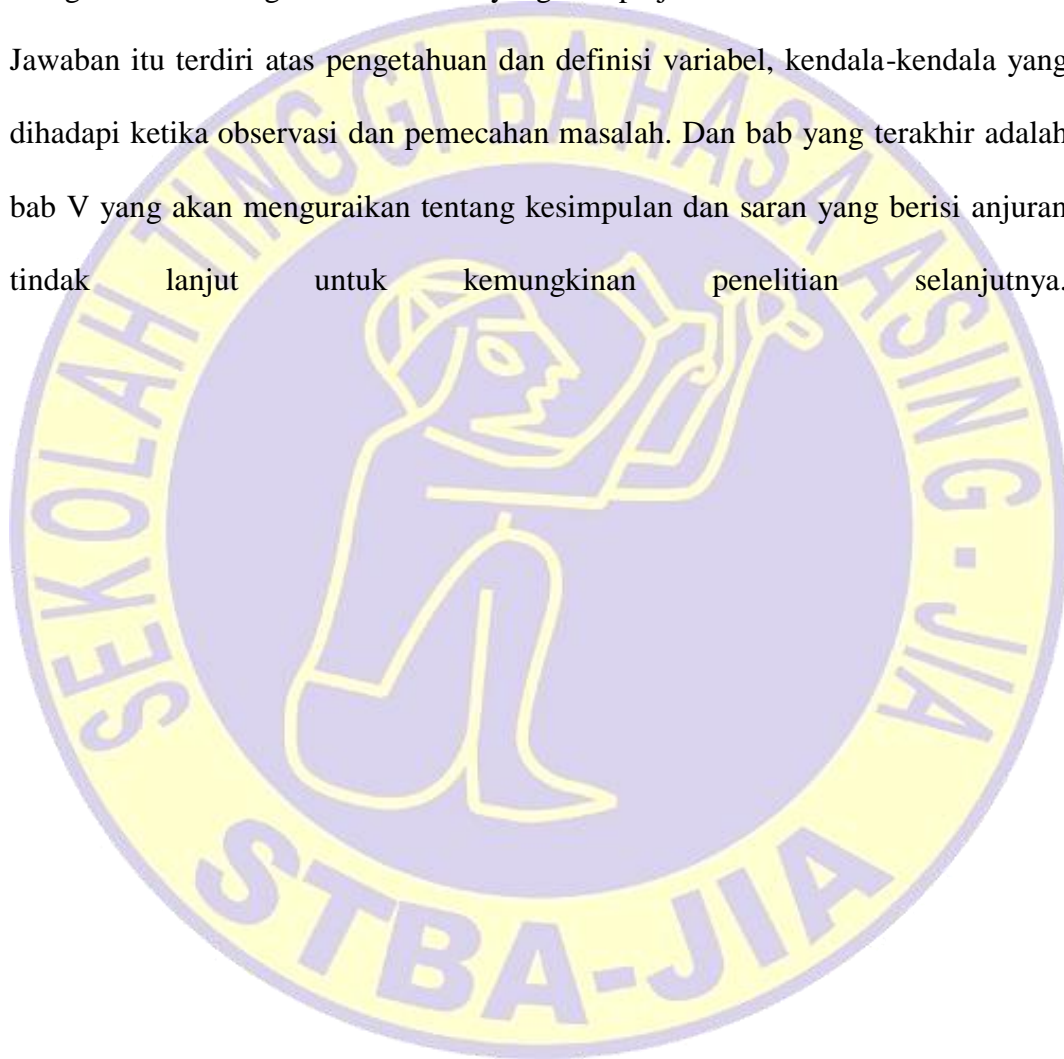 Jawaban itu terdiri atas pengetahuan dan definisi variabel, kendala-kendala yang
dihadapi ketika observasi dan pemecahan masalah. Dan bab yang terakhir adalah
bab V yang akan menguraikan tentang kesimpulan dan saran yang berisi anjuran
tindak lanjut untuk kemungkinan penelitian selanjutnya.
SEKOLAH TINGGI BAHASA ASING - JIA
STBA-JIA